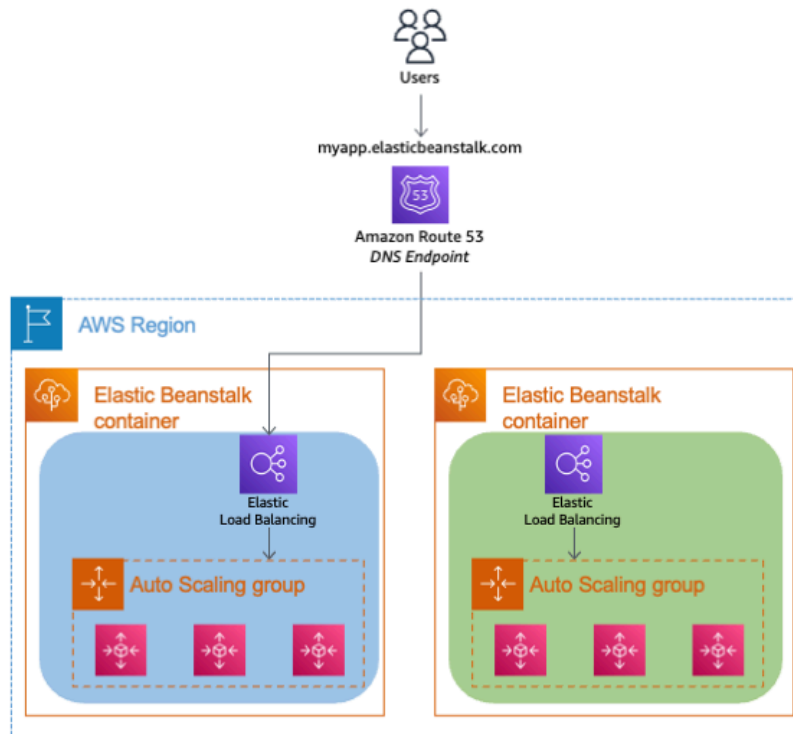 Users
myapp.elasticbeanstalk.com
53
Amazon Route 53
DNS Endpoint
AWS Region
Elastic Beanstalk
container
Elastic
Load Balancing
Auto Scaling group
Elastic Beanstalk
container
Elastic
Load Balancing
Auto Scaling group